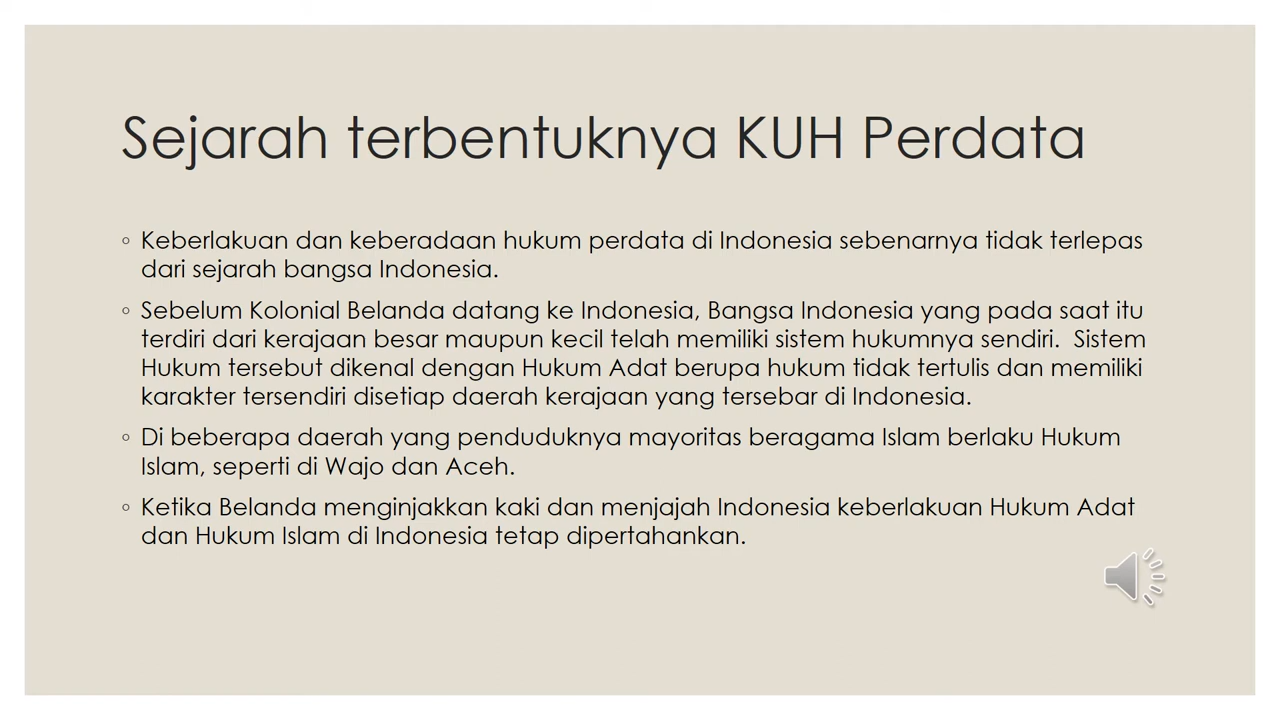 Sejarah terbentuknya KUH Perdata
◦ Keberlakuan dan keberadaan hukum perdata di Indonesia sebenarnya tidak terlepas
dari sejarah bangsa Indonesia.
◦ Sebelum Kolonial Belanda datang ke Indonesia, Bangsa Indonesia yang pada saat itu
terdiri dari kerajaan besar maupun kecil telah memiliki sistem hukumnya sendiri.  Sistem
Hukum tersebut dikenal dengan Hukum Adat berupa hukum tidak tertulis dan memiliki
karakter tersendiri disetiap daerah kerajaan yang tersebar di Indonesia.
◦ Di beberapa daerah yang penduduknya mayoritas beragama Islam berlaku Hukum
Islam, seperti di Wajo dan Aceh.
◦ Ketika Belanda menginjakkan kaki dan menjajah Indonesia keberlakuan Hukum Adat
dan Hukum Islam di Indonesia tetap dipertahankan.